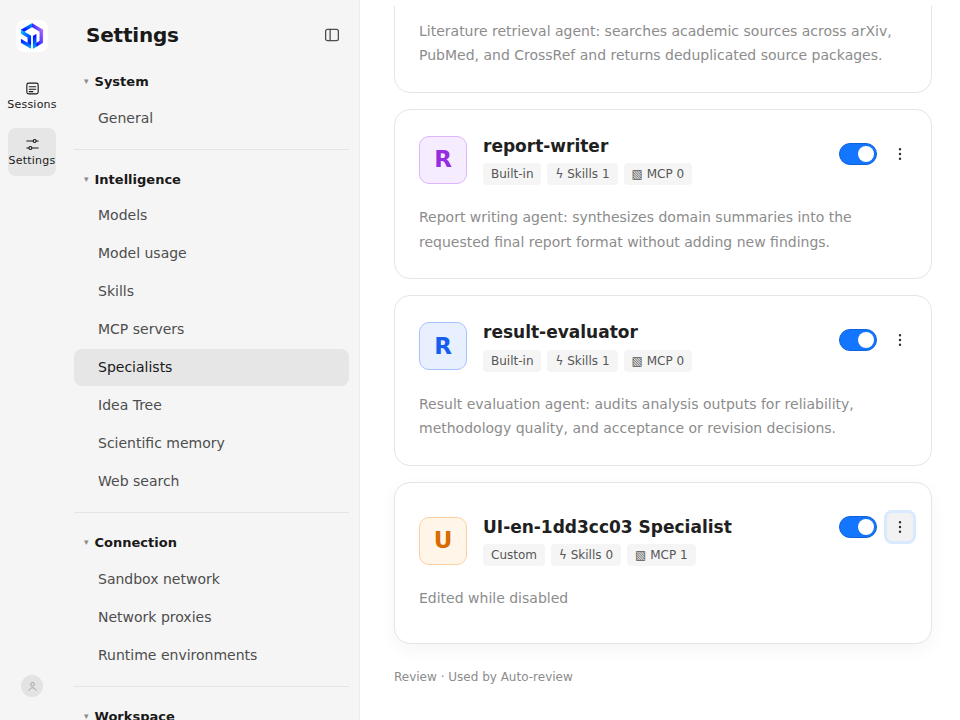 Sessions
Settings
Settings
System
General
Intelligence
Models
Model usage
Skills
MCP servers
Specialists
Idea Tree
Scientific memory
Web search
Connection
Sandbox network
Network proxies
Runtime environments
Workspace
Literature retrieval agent: searches academic sources across arXiv,
PubMed, and CrossRef and returns deduplicated source packages.
R
report-writer
Built-in
Skills 1
MCP 0
Report writing agent: synthesizes domain summaries into the
requested final report format without adding new findings.
R
result-evaluator
Built-in
Skills 1
MCP 0
Result evaluation agent: audits analysis outputs for reliability,
methodology quality, and acceptance or revision decisions.
U
UI-en-1dd3cc03 Specialist
Custom
Skills 0
MCP 1
Edited while disabled
Review · Used by Auto-review